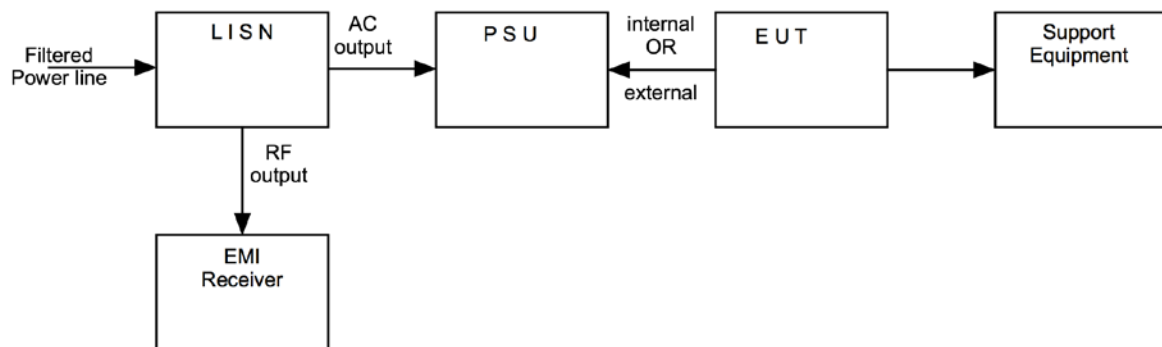 L I S N
AC
output
P S U
internal
OR
external
E U T
Support
Equipment
Filtered
Power line
RF
output
EMI
Receiver